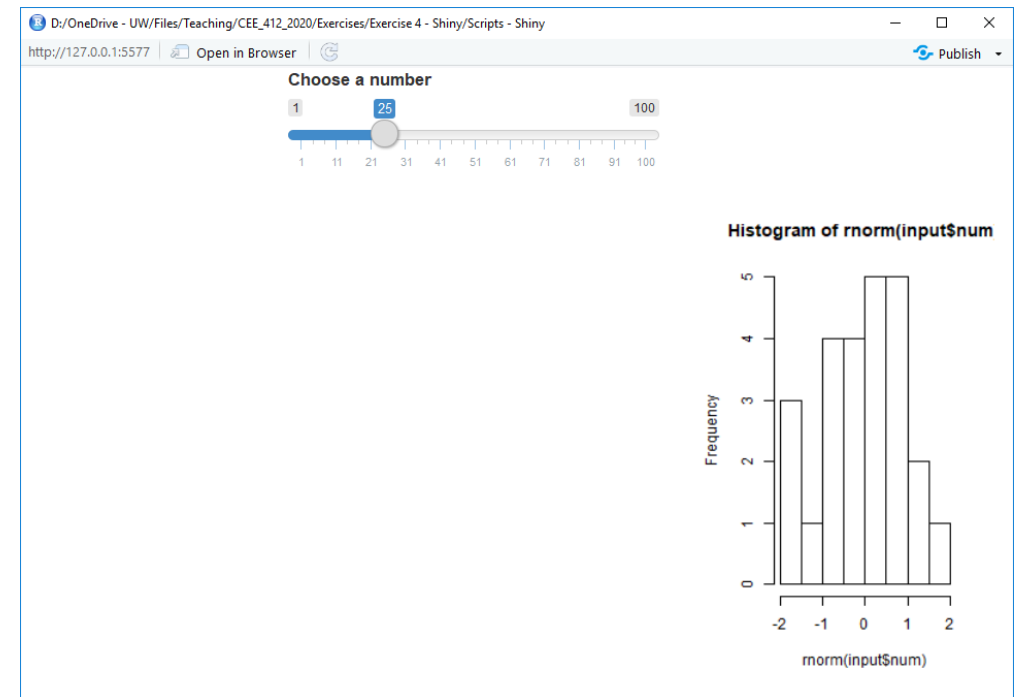 D:/OneDrive - UW/Files/Teaching/CEE_412_2020/Exercises/Exercise 4 - Shiny/Scripts - Shiny
http://127.0.0.1:5577 Open in Browser Publish
Choose a number
1 25 100
1 11 21 31 41 51 61 71 81 91 100
Histogram of rnorm(input$num
5
4
3
2
1
0
Frequency
-2 -1 0 1 2
rnorm(input$num)